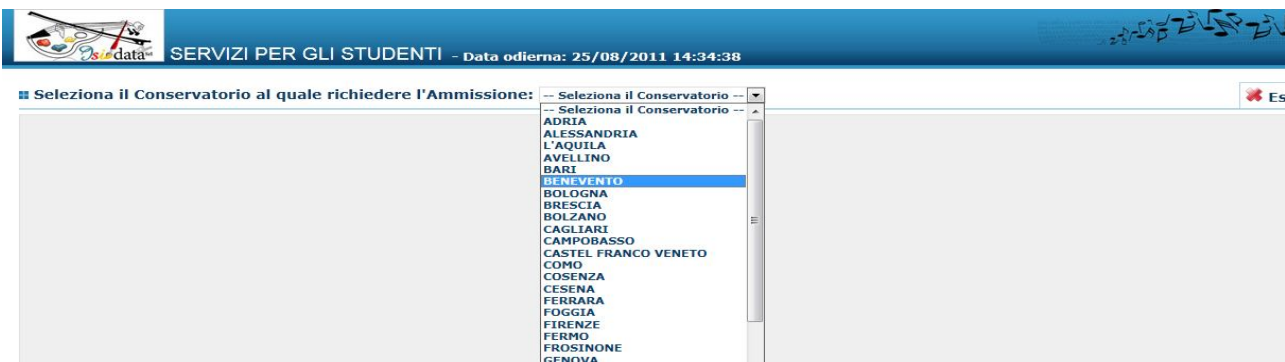 Isidata
SERVIZI PER GLI STUDENTI - Data odierna: 25/08/2011 14:34:38
Seleziona il Conservatorio al quale richiedere l'Ammissione: -- Seleziona il Conservatorio --
Es
-- Seleziona il Conservatorio --
ADRIA
ALESSANDRIA
L'AQUILA
AVELLINO
BARI
BENEVENTO
BOLOGNA
BRESCIA
BOLZANO
CAGLIARI
CAMPOBASSO
CASTEL FRANCO VENETO
COMO
COSENZA
CESENA
FERRARA
FOGGIA
FIRENZE
FERMO
FROSINONE
GENOVA